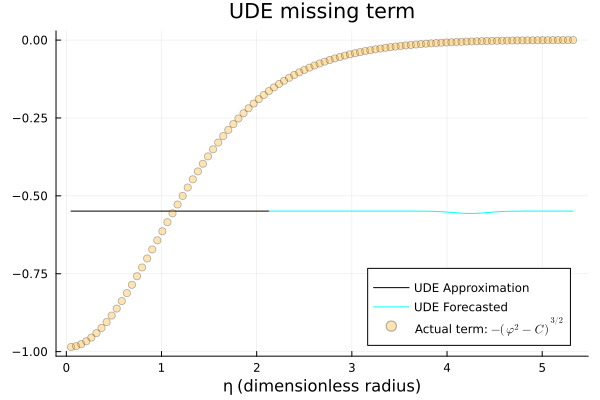 UDE missing term
0.00
−0.25
−0.50
−0.75
−1.00
0
1
2
3
4
5
η (dimensionless radius)
UDE Approximation
UDE Forecasted
Actual term: −(φ² − C)^{3/2}